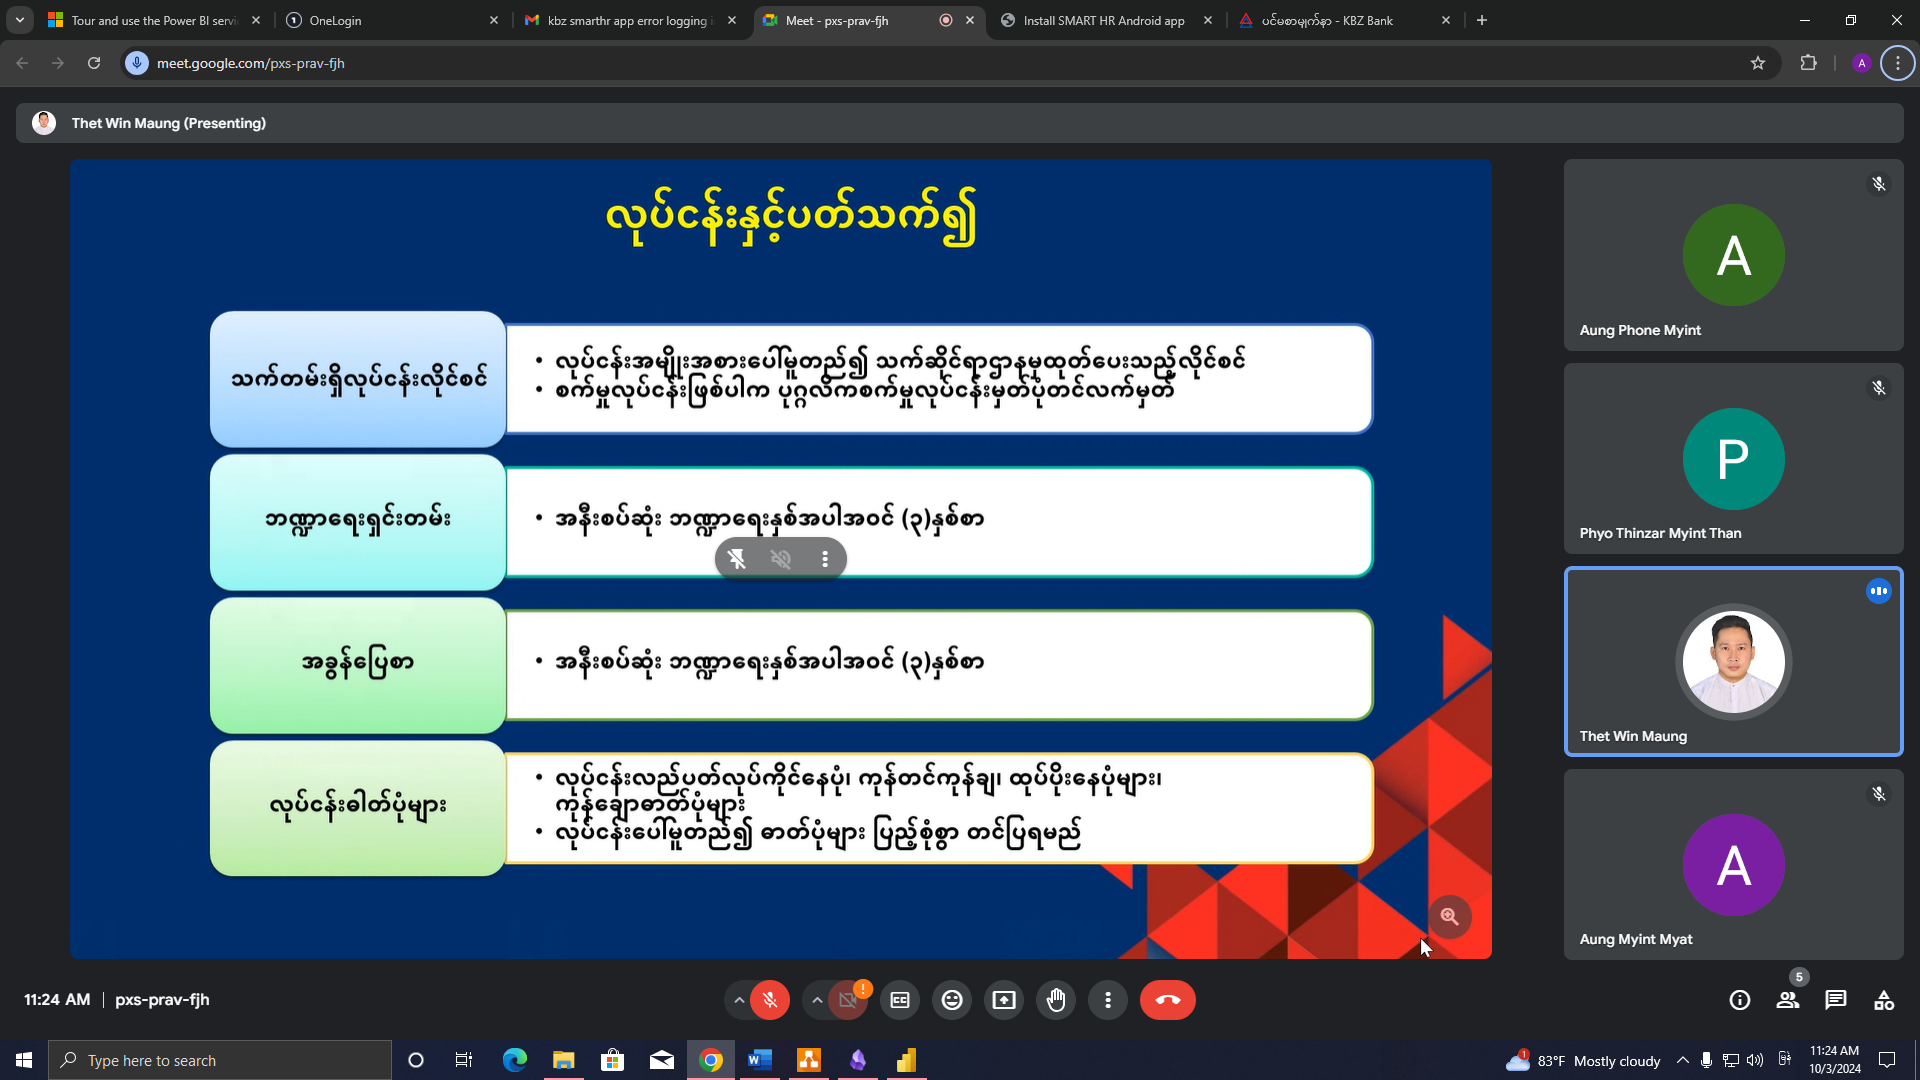 Tour and use the Power BI servi
OneLogin
kbz smarthr app error logging i
Meet - pxs-prav-fjh
Install SMART HR Android app
ပင်မစာမျက်နှာ - KBZ Bank
meet.google.com/pxs-prav-fjh
A
Thet Win Maung (Presenting)
လုပ်ငန်းနှင့်ပတ်သက်၍
သက်တမ်းရှိလုပ်ငန်းလိုင်စင်
• လုပ်ငန်းအမျိုးအစားပေါ်မူတည်၍ သက်ဆိုင်ရာဌာနမှထုတ်ပေးသည့်လိုင်စင်
• စက်မှုလုပ်ငန်းဖြစ်ပါက ပုဂ္ဂလိကစက်မှုလုပ်ငန်းမှတ်ပုံတင်လက်မှတ်
ဘဏ္ဍာရေးရှင်းတမ်း
• အနီးစပ်ဆုံး ဘဏ္ဍာရေးနှစ်အပါအဝင် (၃)နှစ်စာ
အခွန်ပြေစာ
• အနီးစပ်ဆုံး ဘဏ္ဍာရေးနှစ်အပါအဝင် (၃)နှစ်စာ
လုပ်ငန်းဓါတ်ပုံများ
• လုပ်ငန်းလည်ပတ်လုပ်ကိုင်နေပုံ၊ ကုန်တင်ကုန်ချ၊ ထုပ်ပိုးနေပုံများ၊
ကုန်ချောဓာတ်ပုံများ
• လုပ်ငန်းပေါ်မူတည်၍ ဓာတ်ပုံများ ပြည့်စုံစွာ တင်ပြရမည်
A
Aung Phone Myint
P
Phyo Thinzar Myint Than
Thet Win Maung
A
Aung Myint Myat
11:24 AM | pxs-prav-fjh
5
Type here to search
83°F Mostly cloudy
11:24 AM
10/3/2024